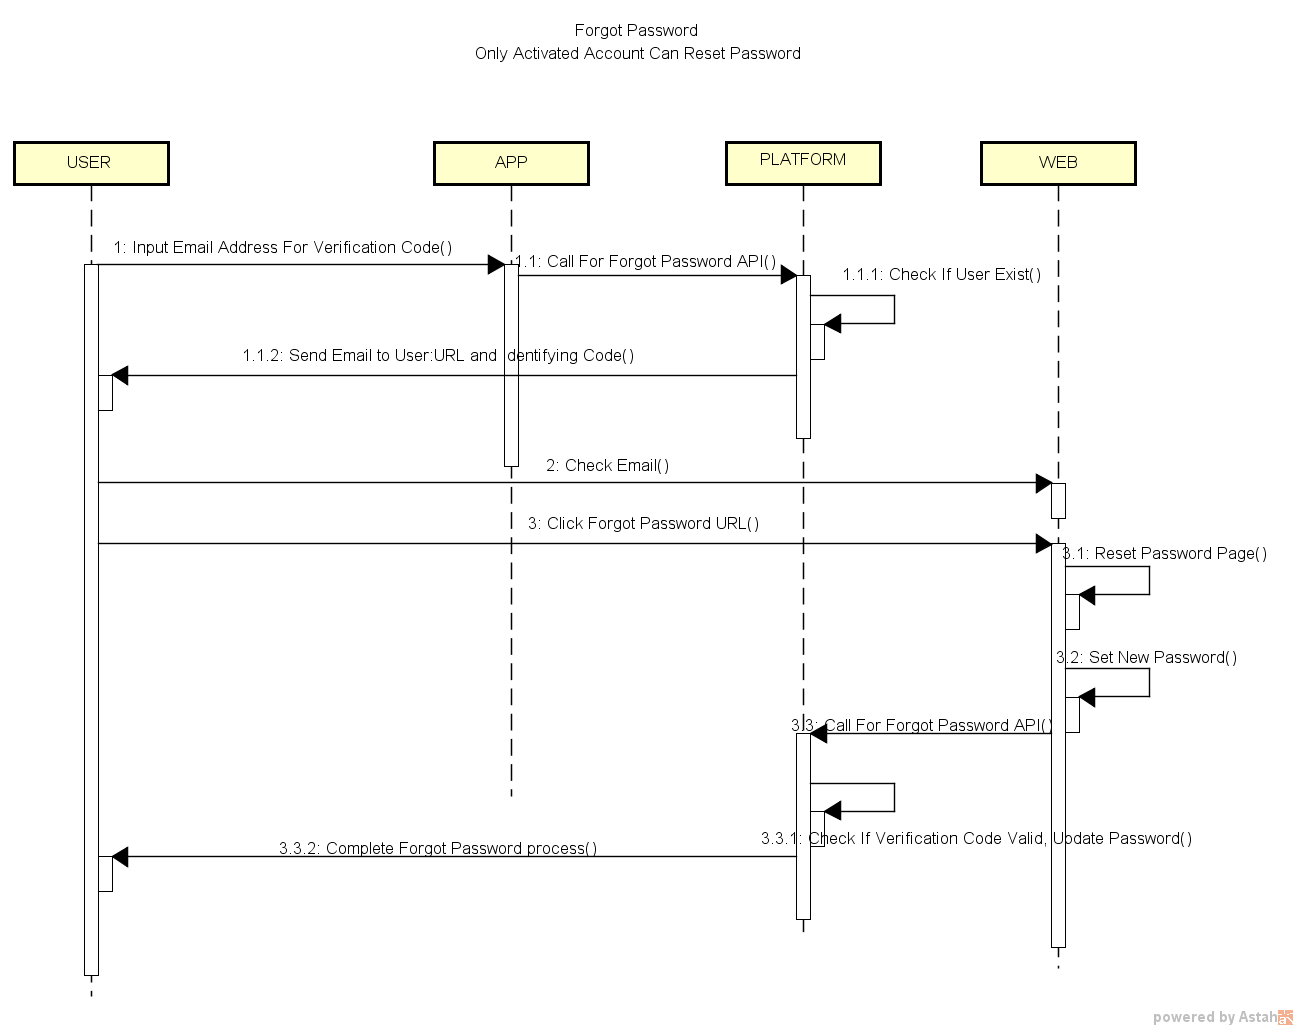 Forgot Password
Only Activated Account Can Reset Password
USER
APP
PLATFORM
WEB
1: Input Email Address For Verification Code()
1.1: Call For Forgot Password API()
1.1.1: Check If User Exist()
1.1.2: Send Email to User:URL and Identifying Code()
2: Check Email()
3: Click Forgot Password URL()
3.1: Reset Password Page()
3.2: Set New Password()
3.3: Call For Forgot Password API()
3.3.1: Check If Verification Code Valid, Update Password()
3.3.2: Complete Forgot Password process()
powered by Astah